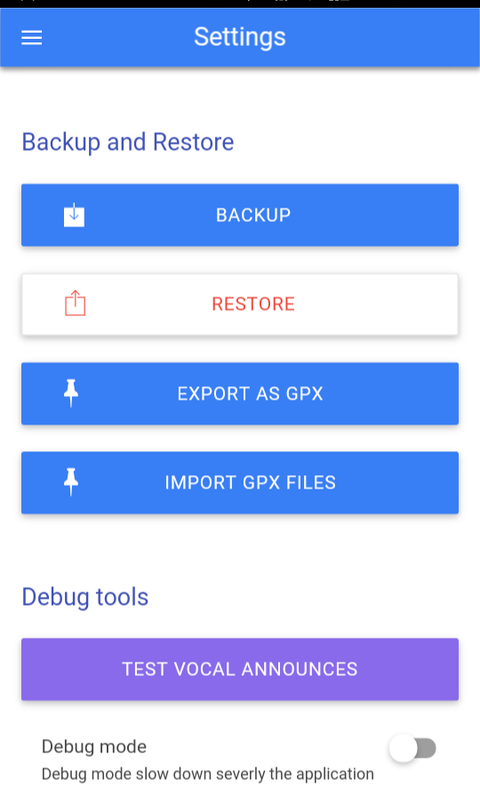 Settings
Backup and Restore
BACKUP
RESTORE
EXPORT AS GPX
IMPORT GPX FILES
Debug tools
TEST VOCAL ANNOUNCES
Debug mode
Debug mode slow down severly the application